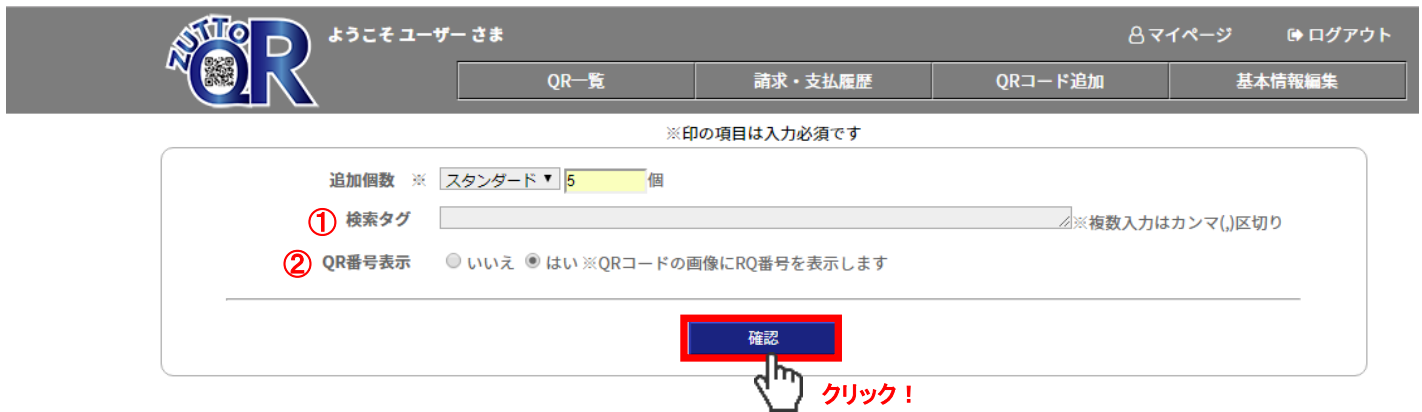 ZUTTO QR
ようこそ ユーザー さま
マイページ
ログアウト
QR一覧
請求・支払履歴
QRコード追加
基本情報編集
※印の項目は入力必須です
追加個数 ※ スタンダード▼ 5 個
① 検索タグ ※複数入力はカンマ(,)区切り
② QR番号表示 いいえ はい ※QRコードの画像にRQ番号を表示します
確認
クリック！